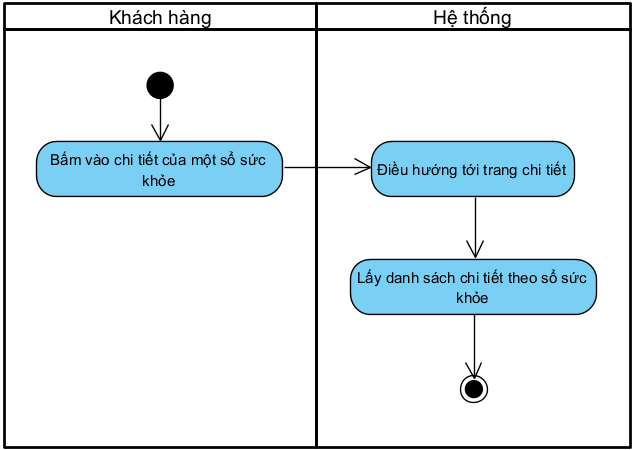 Khách hàng
Hệ thống
Bấm vào chi tiết của một sổ sức
khỏe
Điều hướng tới trang chi tiết
Lấy danh sách chi tiết theo sổ sức
khỏe